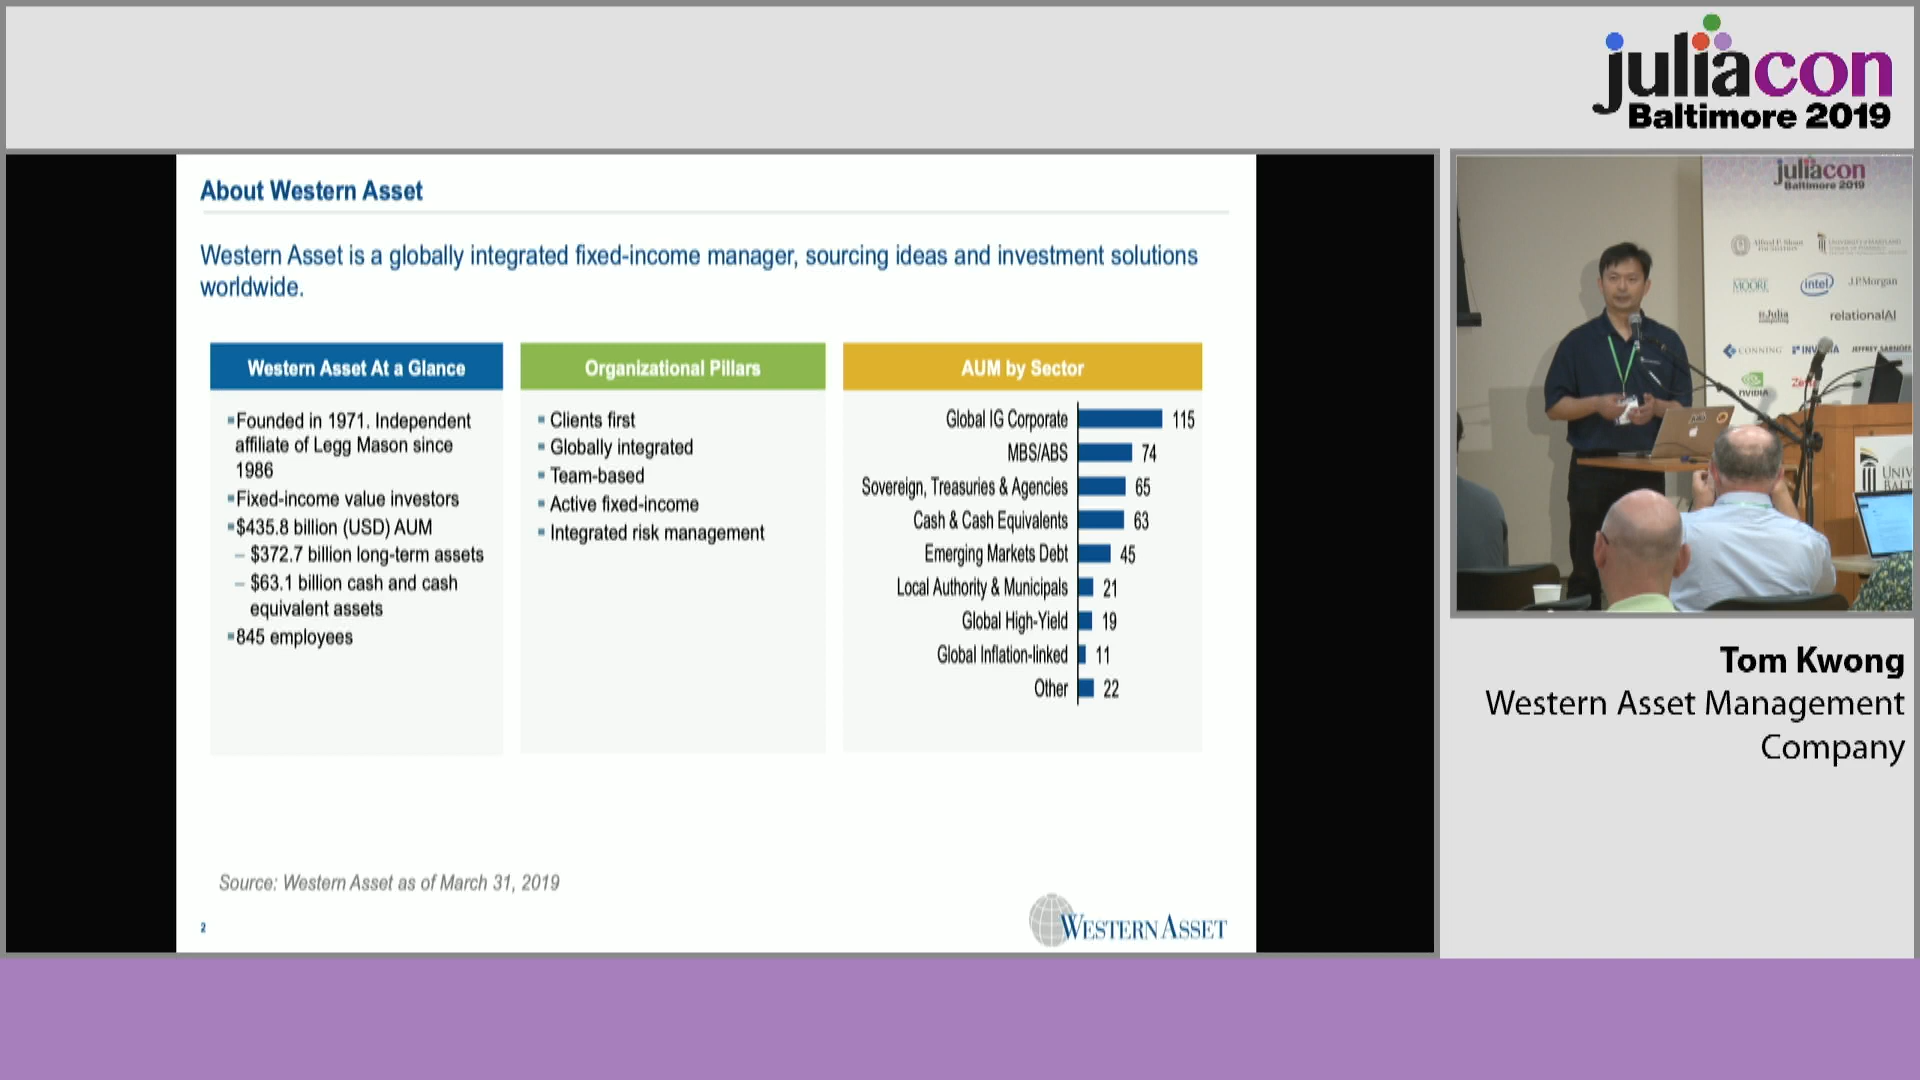 juliacon
Baltimore 2019
About Western Asset
Western Asset is a globally integrated fixed-income manager, sourcing ideas and investment solutions
worldwide.
Western Asset At a Glance
Founded in 1971. Independent
affiliate of Legg Mason since
1986
Fixed-income value investors
$435.8 billion (USD) AUM
– $372.7 billion long-term assets
– $63.1 billion cash and cash
equivalent assets
845 employees
Organizational Pillars
Clients first
Globally integrated
Team-based
Active fixed-income
Integrated risk management
AUM by Sector
Global IG Corporate 115
MBS/ABS 74
Sovereign, Treasuries & Agencies 65
Cash & Cash Equivalents 63
Emerging Markets Debt 45
Local Authority & Municipals 21
Global High-Yield 19
Global Inflation-linked 11
Other 22
Source: Western Asset as of March 31, 2019
2
WESTERN ASSET
juliacon
Baltimore 2019
MOORE
intel
J.P.Morgan
relationalAI
CONNING
NVIDIA
Tom Kwong
Western Asset Management
Company